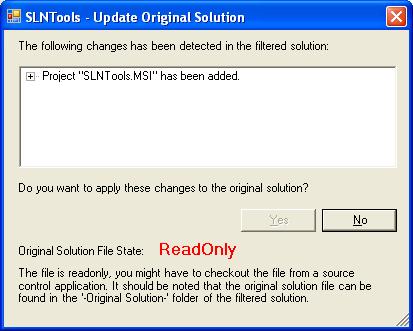 SLNTools - Update Original Solution
The following changes has been detected in the filtered solution:
Project "SLNTools.MSI" has been added.
Do you want to apply these changes to the original solution?
Yes No
Original Solution File State: ReadOnly
The file is readonly, you might have to checkout the file from a source
control application. It should be noted that the original solution file can be
found in the '-Original Solution-' folder of the filtered solution.